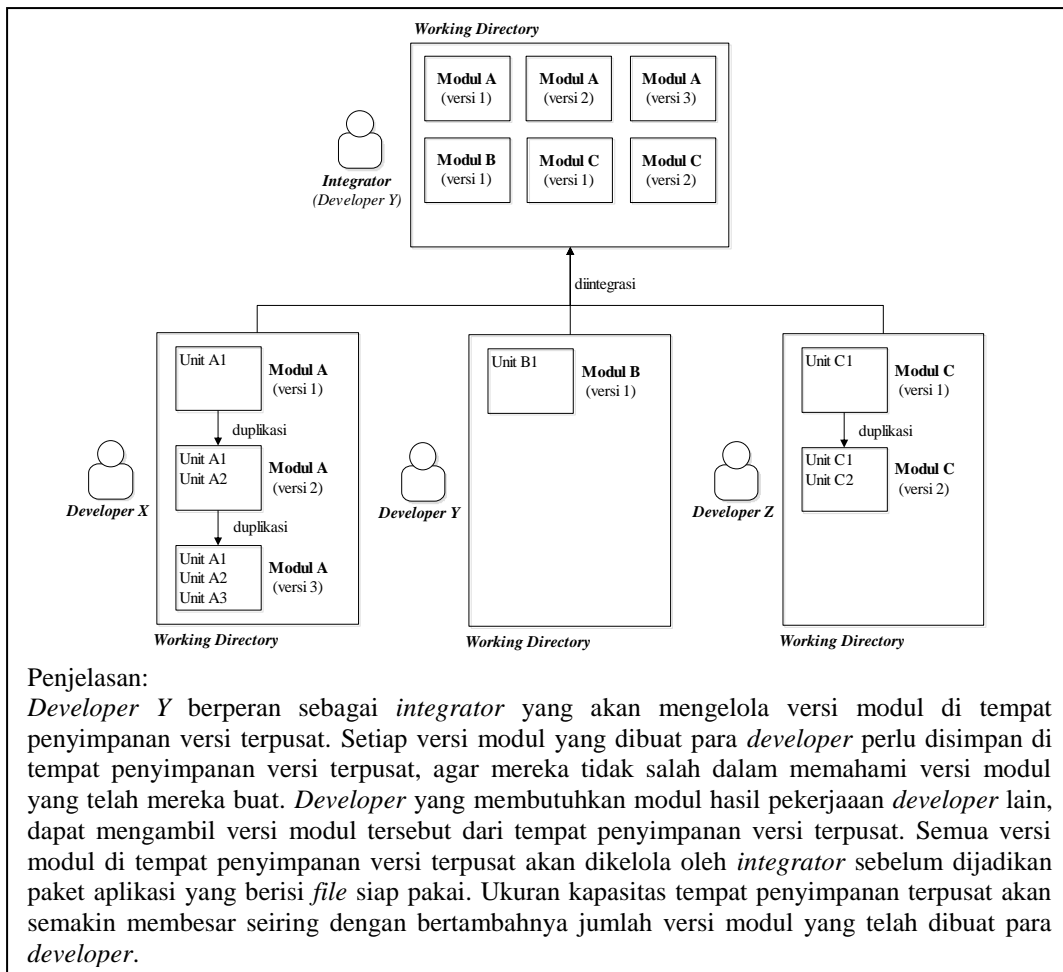 Working Directory
Modul A
(versi 1)
Modul A
(versi 2)
Modul A
(versi 3)
Modul B
(versi 1)
Modul C
(versi 1)
Modul C
(versi 2)
Integrator
(Developer Y)
diintegrasi
Unit A1
Modul A
(versi 1)
duplikasi
Unit A1
Unit A2
Modul A
(versi 2)
duplikasi
Unit A1
Unit A2
Unit A3
Modul A
(versi 3)
Developer X
Working Directory
Unit B1
Modul B
(versi 1)
Developer Y
Working Directory
Unit C1
Modul C
(versi 1)
duplikasi
Unit C1
Unit C2
Modul C
(versi 2)
Developer Z
Working Directory
Penjelasan:
Developer Y berperan sebagai integrator yang akan mengelola versi modul di tempat
penyimpanan versi terpusat. Setiap versi modul yang dibuat para developer perlu disimpan di
tempat penyimpanan versi terpusat, agar mereka tidak salah dalam memahami versi modul
yang telah mereka buat. Developer yang membutuhkan modul hasil pekerjaaan developer lain,
dapat mengambil versi modul tersebut dari tempat penyimpanan versi terpusat. Semua versi
modul di tempat penyimpanan versi terpusat akan dikelola oleh integrator sebelum dijadikan
paket aplikasi yang berisi file siap pakai. Ukuran kapasitas tempat penyimpanan terpusat akan
semakin membesar seiring dengan bertambahnya jumlah versi modul yang telah dibuat para
developer.